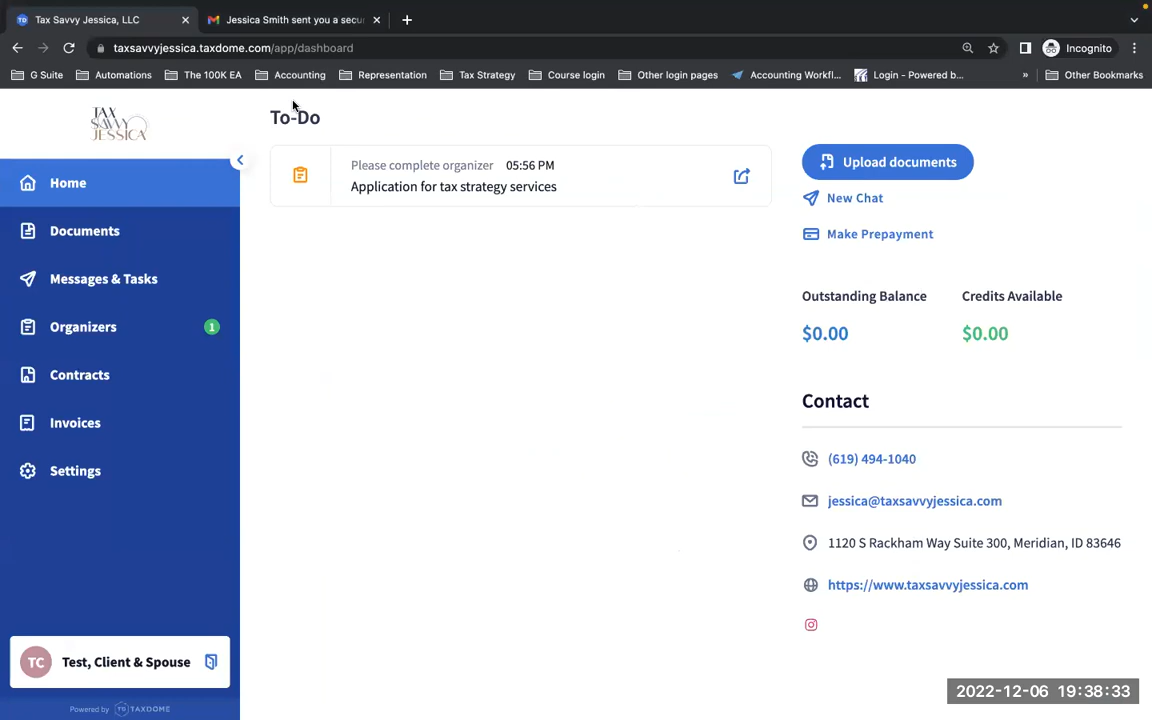 Tax Savvy Jessica, LLC
Jessica Smith sent you a secu
taxsavvyjessica.taxdome.com/app/dashboard
Incognito
G Suite
Automations
The 100K EA
Accounting
Representation
Tax Strategy
Course login
Other login pages
Accounting Workfl...
Login - Powered b...
»
Other Bookmarks
TAX
SAVVY
JESSICA
Home
Documents
Messages & Tasks
Organizers
1
Contracts
Invoices
Settings
TC
Test, Client & Spouse
Powered by TD TAXDOME
To-Do
Please complete organizer 05:56 PM
Application for tax strategy services
Upload documents
New Chat
Make Prepayment
Outstanding Balance
$0.00
Credits Available
$0.00
Contact
(619) 494-1040
jessica@taxsavvyjessica.com
1120 S Rackham Way Suite 300, Meridian, ID 83646
https://www.taxsavvyjessica.com
2022-12-06 19:38:33